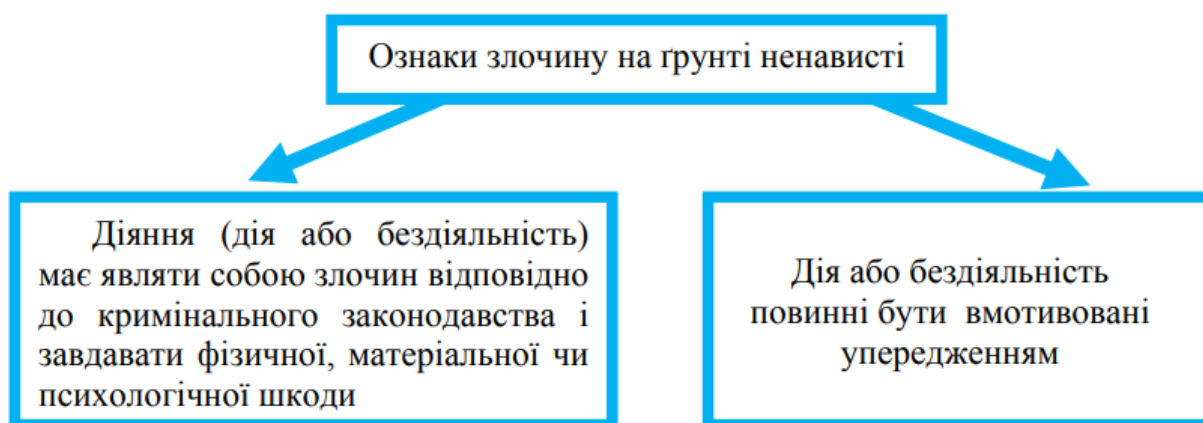 Ознаки злочину на ґрунті ненависті
Діяння (дія або бездіяльність)
має являти собою злочин відповідно
до кримінального законодавства і
завдавати фізичної, матеріальної чи
психологічної шкоди
Дія або бездіяльність
повинні бути вмотивовані
упередженням